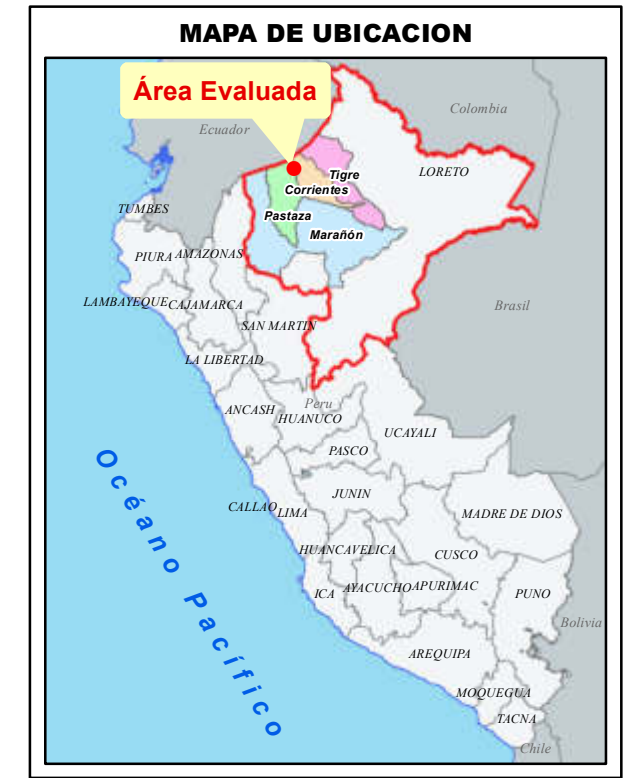 MAPA DE UBICACION
Área Evaluada
Colombia
Ecuador
Tigre
LORETO
Corrientes
TUMBES
Pastaza
Marañón
PIURA
AMAZONAS
LAMBAYEQUE
CAJAMARCA
Brasil
SAN MARTIN
LA LIBERTAD
Peru
ANCASH
HUANUCO
UCAYALI
PASCO
JUNIN
CALLAO
LIMA
MADRE DE DIOS
HUANCAVELICA
CUSCO
ICA
AYACUCHO
APURIMAC
PUNO
Bolivia
AREQUIPA
MOQUEGUA
TACNA
Chile
Océano Pacífico